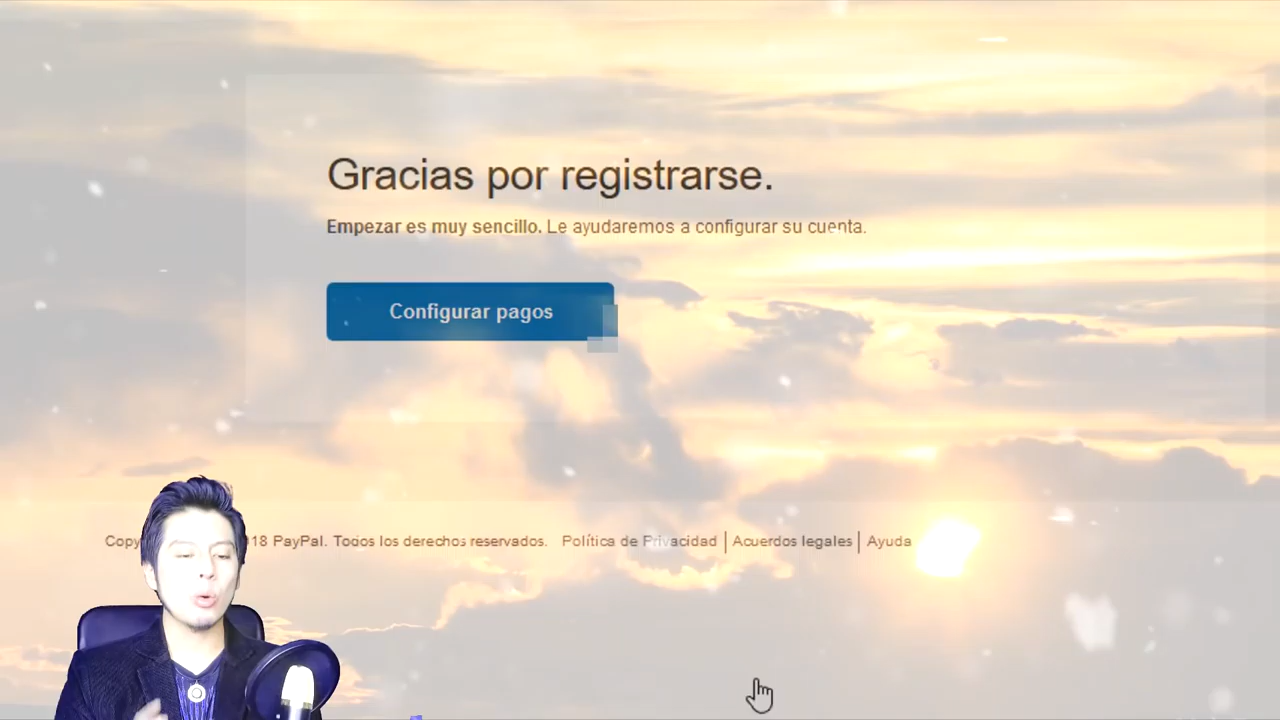 Gracias por registrarse.
Empezar es muy sencillo. Le ayudaremos a configurar su cuenta.
Configurar pagos
18 PayPal. Todos los derechos reservados. Política de Privacidad | Acuerdos legales | Ayuda